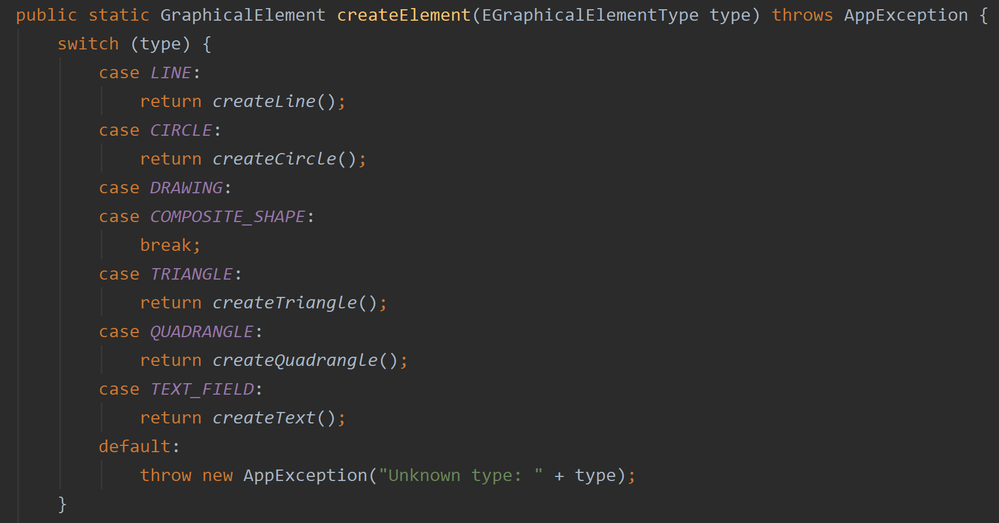 public static GraphicalElement createElement(EGraphicalElementType type) throws AppException {
switch (type) {
case LINE:
return createLine();
case CIRCLE:
return createCircle();
case DRAWING:
case COMPOSITE_SHAPE:
break;
case TRIANGLE:
return createTriangle();
case QUADRANGLE:
return createQuadrangle();
case TEXT_FIELD:
return createText();
default:
throw new AppException("Unknown type: " + type);
}